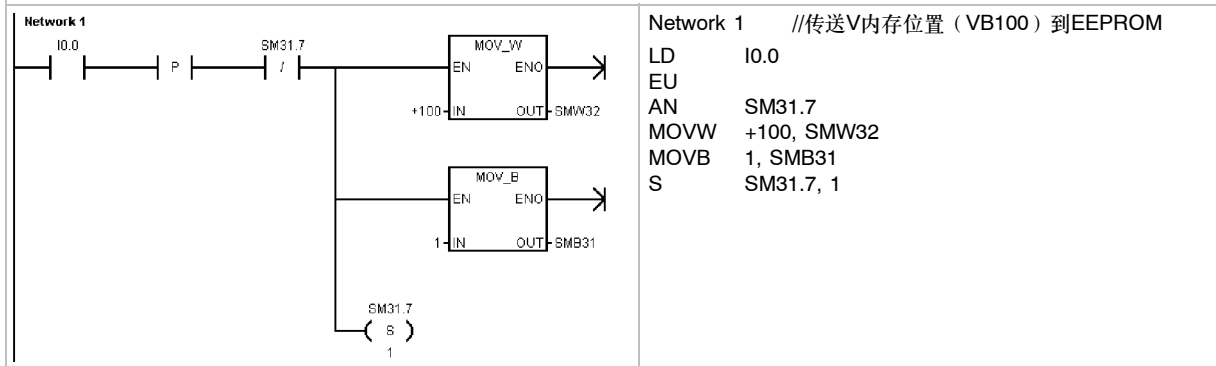 Network 1
I0.0
P
SM31.7
/
MOV_W
EN ENO
+100 IN OUT SMW32
MOV_B
EN ENO
1 IN OUT SMB31
SM31.7
S
1
Network 1 //传送V内存位置（VB100）到EEPROM
LD I0.0
EU
AN SM31.7
MOVW +100, SMW32
MOVB 1, SMB31
S SM31.7, 1